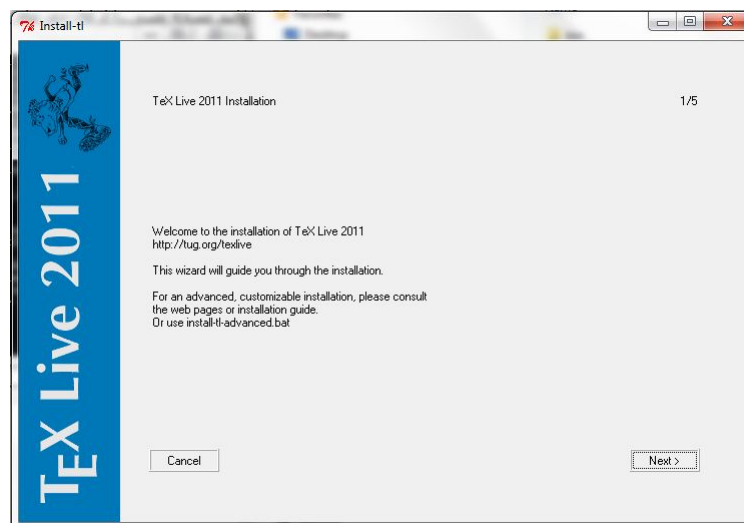 Install-tl
TeX Live 2011 Installation
1/5
Welcome to the installation of TeX Live 2011
http://tug.org/texlive
This wizard will guide you through the installation.
For an advanced, customizable installation, please consult
the web pages or installation guide.
Or use install-tl-advanced.bat
TEX Live 2011
Cancel
Next >